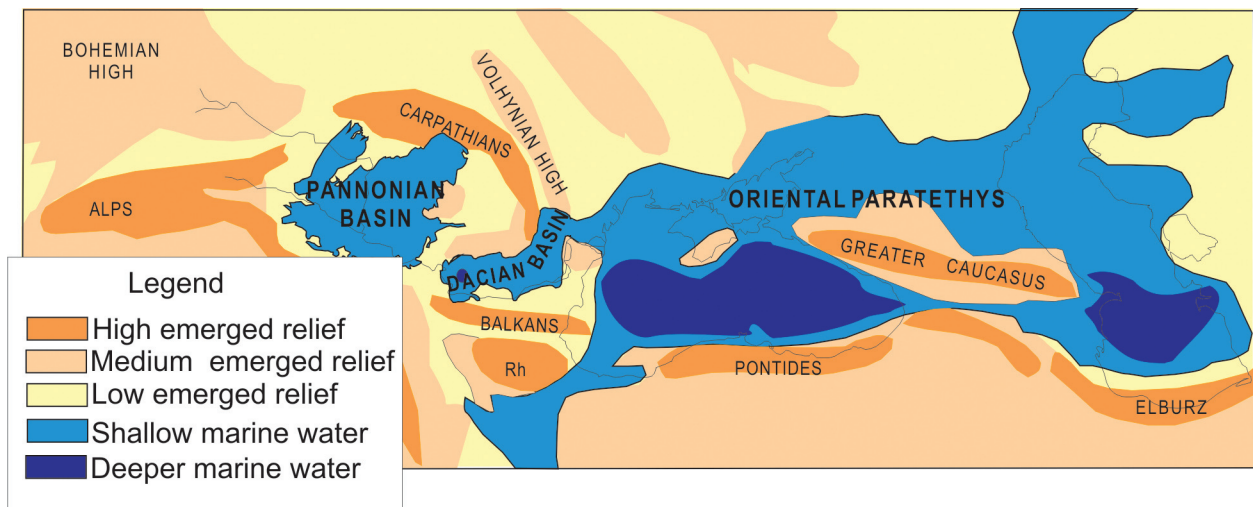 BOHEMIAN
HIGH
VOLHYNIAN HIGH
CARPATHIANS
PANNONIAN
BASIN
ALPS
ORIENTAL PARATETHYS
DACIAN BASIN
GREATER CAUCASUS
BALKANS
Rh
PONTIDES
ELBURZ
Legend
High emerged relief
Medium emerged relief
Low emerged relief
Shallow marine water
Deeper marine water